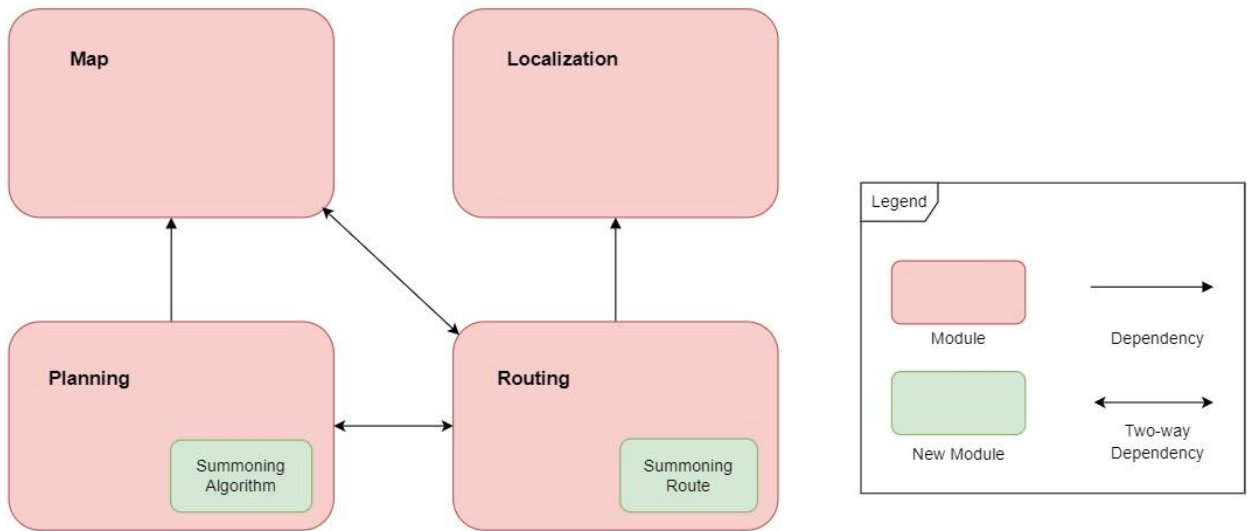 Map
Localization
Planning
Summoning
Algorithm
Routing
Summoning
Route
Legend
Module
Dependency
New Module
Two-way
Dependency